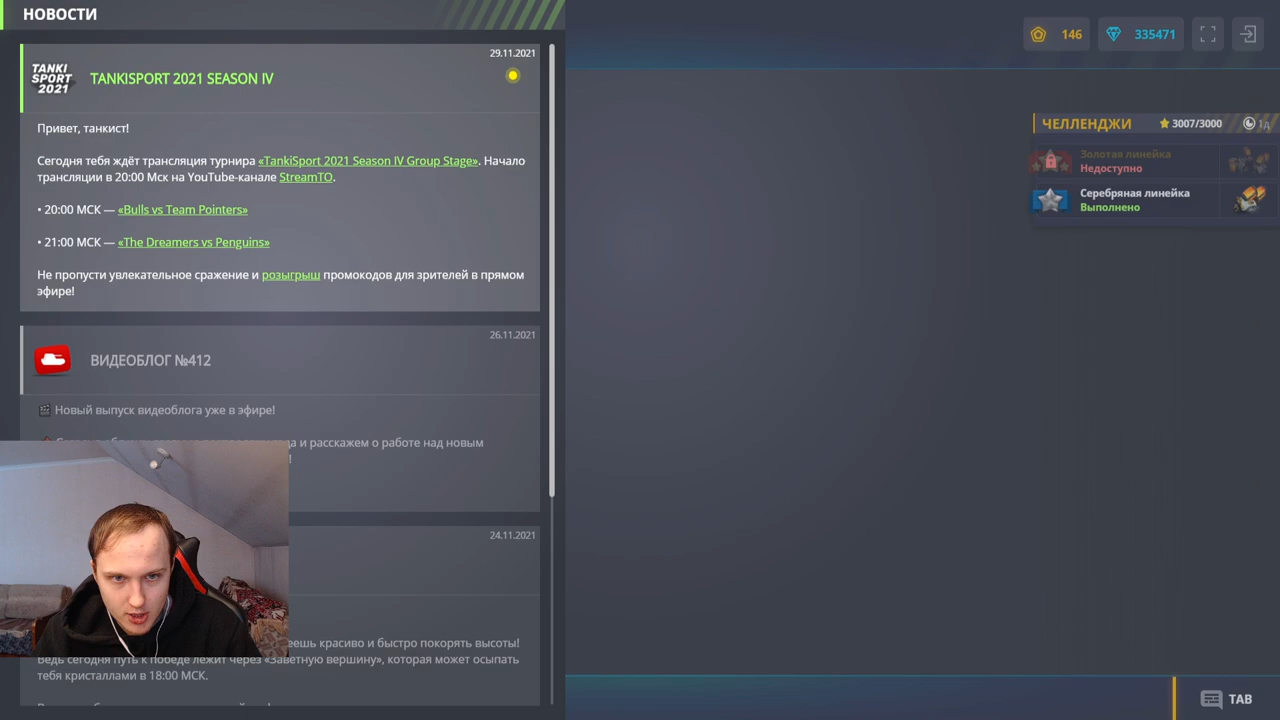 НОВОСТИ
29.11.2021
TANKI
SPORT
2021
TANKISPORT 2021 SEASON IV
Привет, танкист!
Сегодня тебя ждёт трансляция турнира «TankiSport 2021 Season IV Group Stage». Начало
трансляции в 20:00 Мск на YouTube-канале StreamTO.
• 20:00 МСК — «Bulls vs Team Pointers»
• 21:00 МСК — «The Dreamers vs Penguins»
Не пропусти увлекательное сражение и розыгрыш промокодов для зрителей в прямом
эфире!
26.11.2021
ВИДЕОБЛОГ №412
Новый выпуск видеоблога уже в эфире!
и расскажем о работе над новым
24.11.2021
красиво и быстро покорять высоты!
Ведь сегодня путь к победе лежит через «Заветную вершину», которая может осыпать
тебя кристаллами в 18:00 МСК.
146
335471
ЧЕЛЛЕНДЖИ
3007/3000
1д
Золотая линейка
Недоступно
Серебряная линейка
Выполнено
TAB